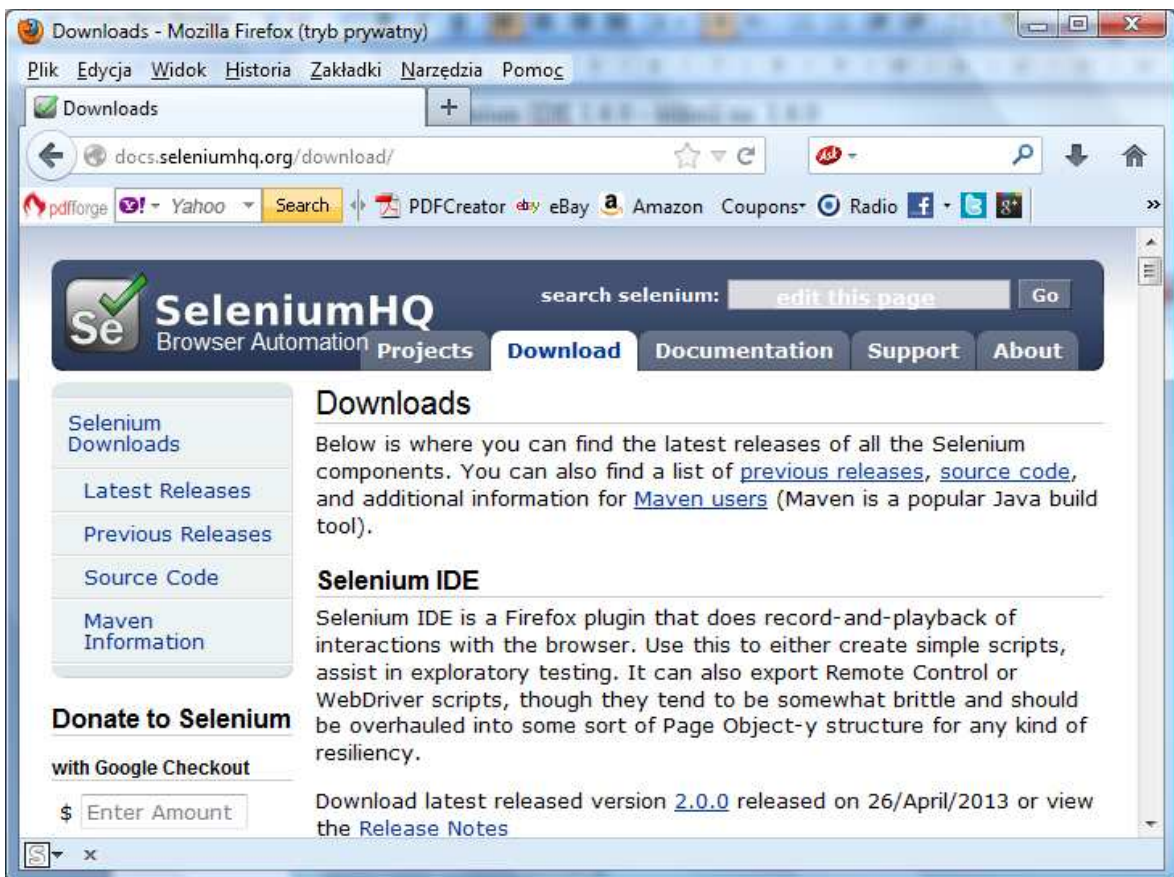 Downloads - Mozilla Firefox (tryb prywatny)
Plik Edycja Widok Historia Zakładki Narzędzia Pomoc
Downloads
docs.seleniumhq.org/download/
Ask
pdfforge Y! Yahoo Search PDFCreator ebay eBay a Amazon Coupons Radio f g+
Se
SeleniumHQ
Browser Automation
search selenium: edit this page Go
Projects Download Documentation Support About
Selenium
Downloads
Latest Releases
Previous Releases
Source Code
Maven
Information
Donate to Selenium
with Google Checkout
$ Enter Amount
Downloads
Below is where you can find the latest releases of all the Selenium
components. You can also find a list of previous releases, source code,
and additional information for Maven users (Maven is a popular Java build
tool).
Selenium IDE
Selenium IDE is a Firefox plugin that does record-and-playback of
interactions with the browser. Use this to either create simple scripts,
assist in exploratory testing. It can also export Remote Control or
WebDriver scripts, though they tend to be somewhat brittle and should
be overhauled into some sort of Page Object-y structure for any kind of
resiliency.
Download latest released version 2.0.0 released on 26/April/2013 or view
the Release Notes
S x